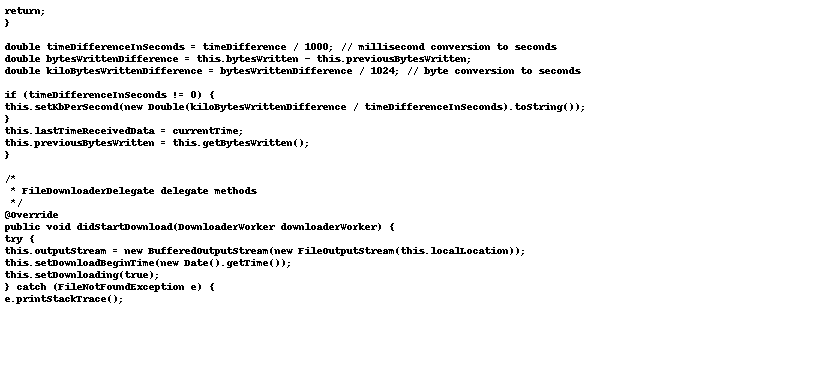 return;
}
double timeDifferenceInSeconds = timeDifference / 1000; // millisecond conversion to seconds
double bytesWrittenDifference = this.bytesWritten - this.previousBytesWritten;
double kiloBytesWrittenDifference = bytesWrittenDifference / 1024; // byte conversion to seconds
if (timeDifferenceInSeconds != 0) {
this.setKbPerSecond(new Double(kiloBytesWrittenDifference / timeDifferenceInSeconds).toString());
}
this.lastTimeReceivedData = currentTime;
this.previousBytesWritten = this.getBytesWritten();
}
/*
* FileDownloaderDelegate delegate methods
*/
@Override
public void didStartDownload(DownloaderWorker downloaderWorker) {
try {
this.outputStream = new BufferedOutputStream(new FileOutputStream(this.localLocation));
this.setDownloadBeginTime(new Date().getTime());
this.setDownloading(true);
} catch (FileNotFoundException e) {
e.printStackTrace();